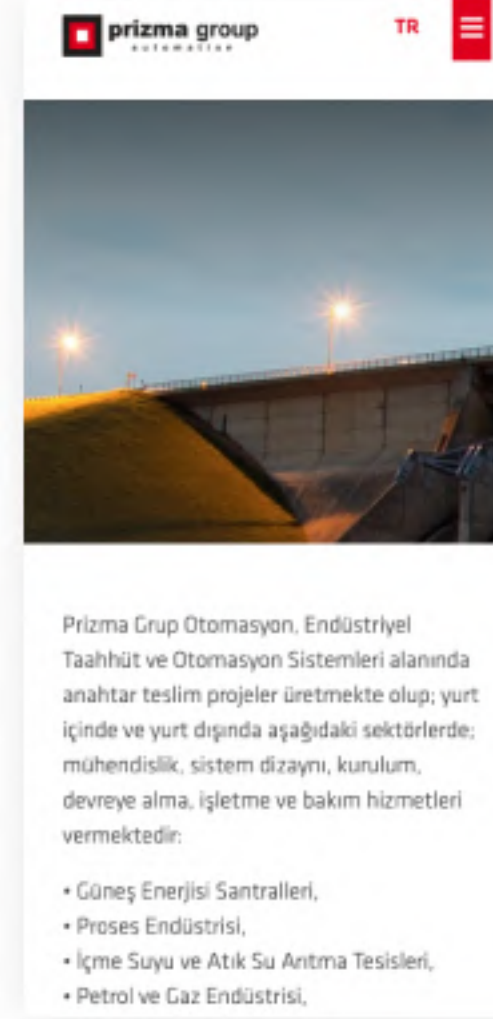 prizma group
automation
TR
Prizma Grup Otomasyon, Endüstriyel
Taahhüt ve Otomasyon Sistemleri alanında
anahtar teslim projeler üretmekte olup; yurt
içinde ve yurt dışında aşağıdaki sektörlerde;
mühendislik, sistem dizaynı, kurulum,
devreye alma, işletme ve bakım hizmetleri
vermektedir:
• Güneş Enerjisi Santralleri,
• Proses Endüstrisi,
• İçme Suyu ve Atık Su Arıtma Tesisleri,
• Petrol ve Gaz Endüstrisi,